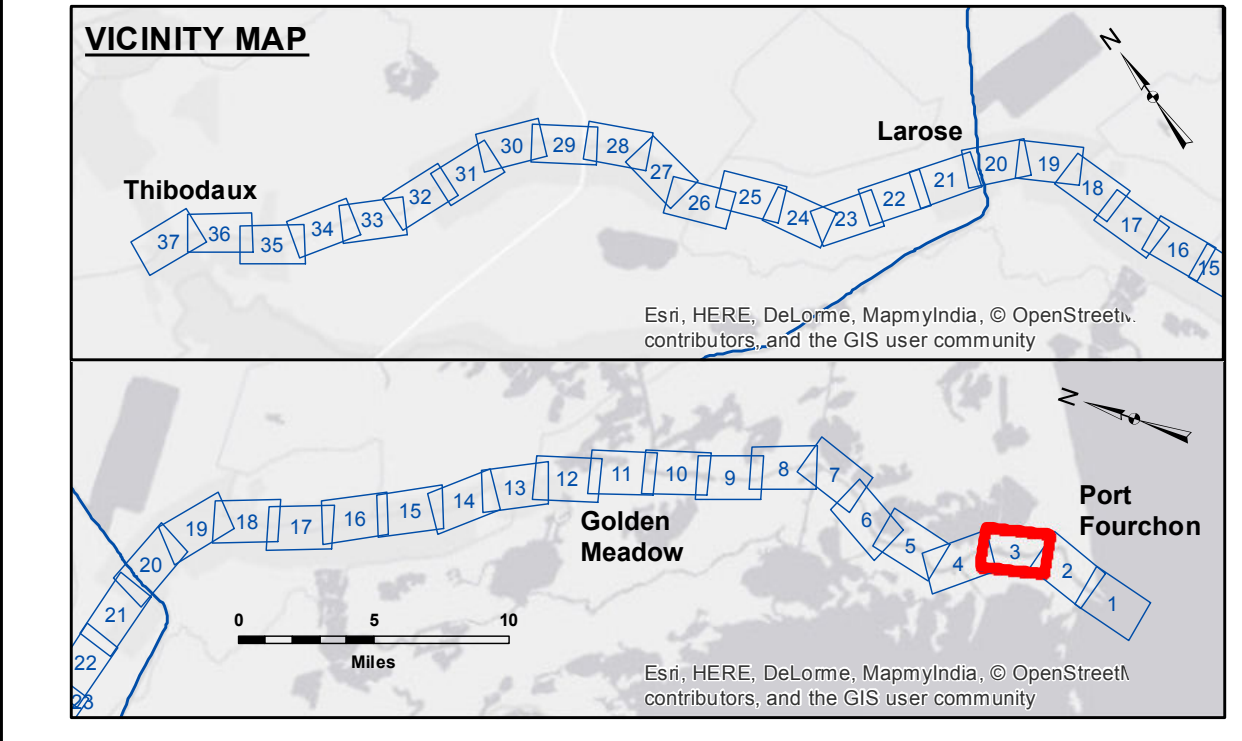 VICINITY MAP
N
Larose
Thibodaux
37 36 35 34 33 32 31 30 29 28 27 26 25 24 23 22 21 20 19 18 17 16 15
Esri, HERE, DeLorme, MapmyIndia, © OpenStreetM
contributors, and the GIS user community
N
Port
Fourchon
Golden
Meadow
23 22 21 20 19 18 17 16 15 14 13 12 11 10 9 8 7 6 5 4 3 2 1
0 5 10
Miles
Esri, HERE, DeLorme, MapmyIndia, © OpenStreetM
contributors, and the GIS user community